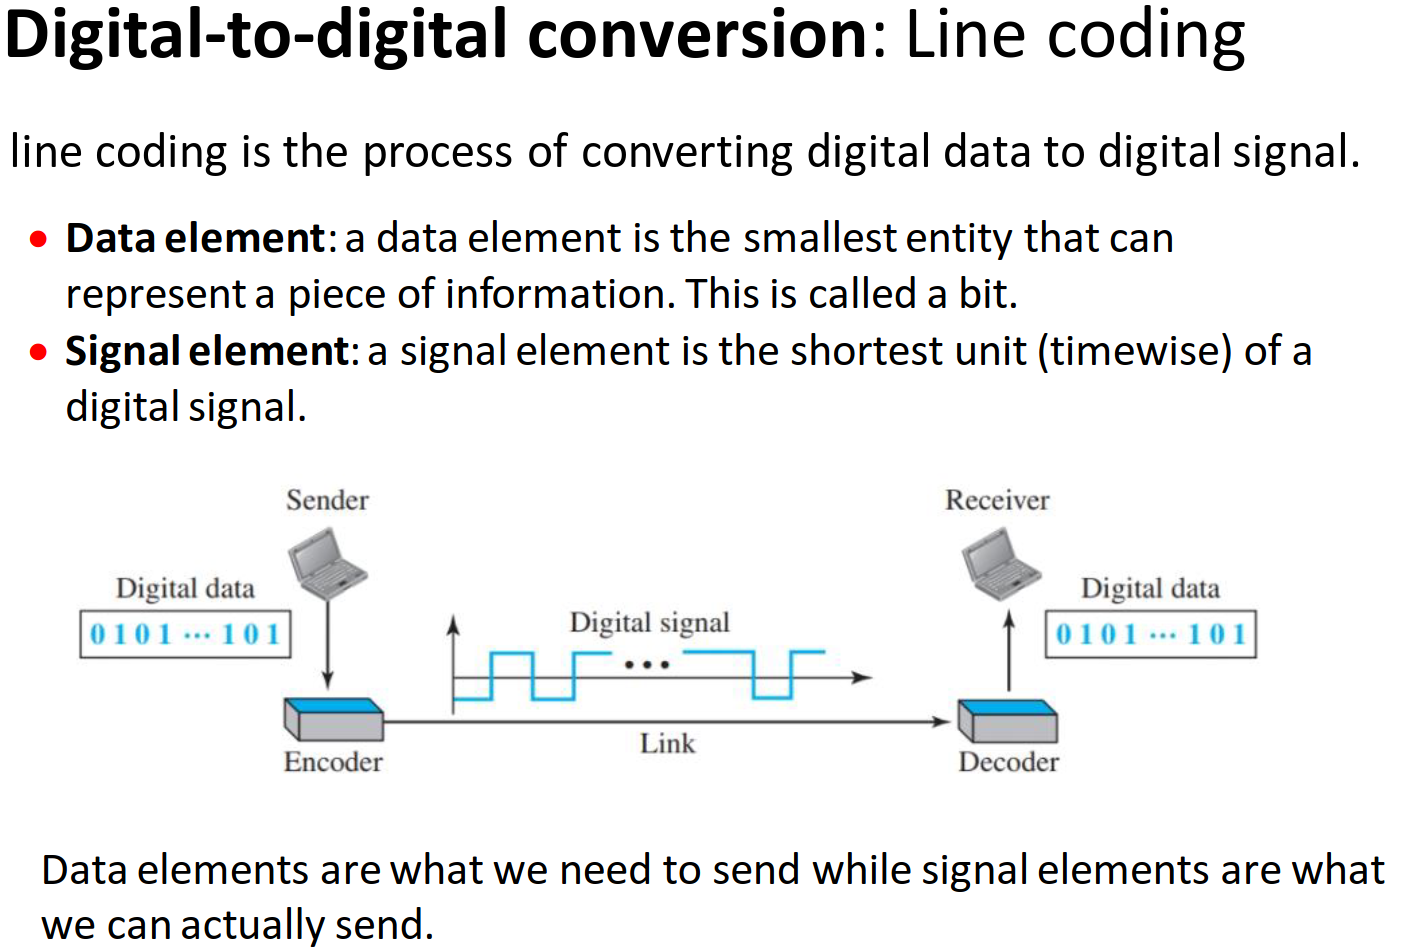 Digital-to-digital conversion: Line coding
line coding is the process of converting digital data to digital signal.
• Data element: a data element is the smallest entity that can
represent a piece of information. This is called a bit.
• Signal element: a signal element is the shortest unit (timewise) of a
digital signal.
Sender
Receiver
Digital data
Digital data
0 1 0 1 ··· 1 0 1
Digital signal
0 1 0 1 ··· 1 0 1
•••
Link
Encoder
Decoder
Data elements are what we need to send while signal elements are what
we can actually send.